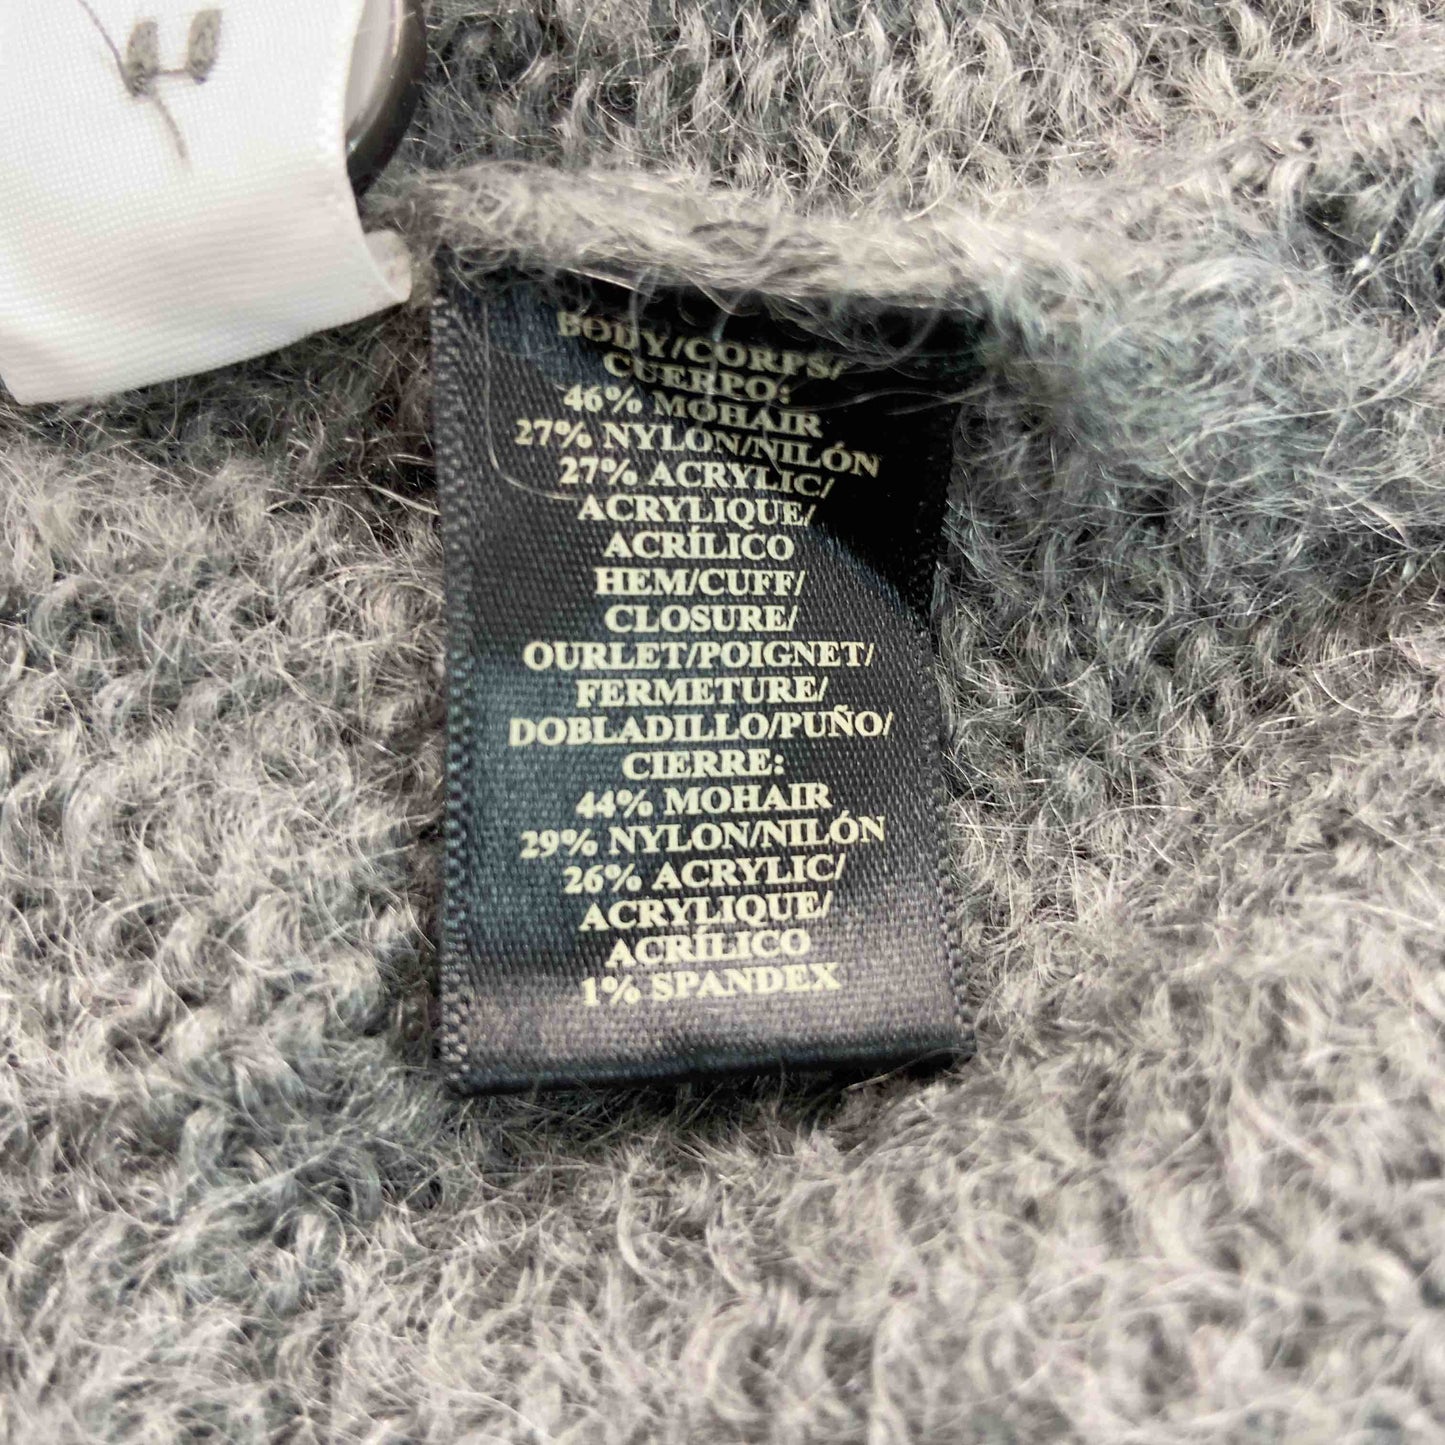 BODY/CORPS/
CUERPO:
46% MOHAIR
27% NYLON/NILÓN
27% ACRYLIC/
ACRYLIQUE/
ACRÍLICO
HEM/CUFF/
CLOSURE/
OURLET/POIGNET/
FERMETURE/
DOBLADILLO/PUÑO/
CIERRE:
44% MOHAIR
29% NYLON/NILÓN
26% ACRYLIC/
ACRYLIQUE/
ACRÍLICO
1% SPANDEX